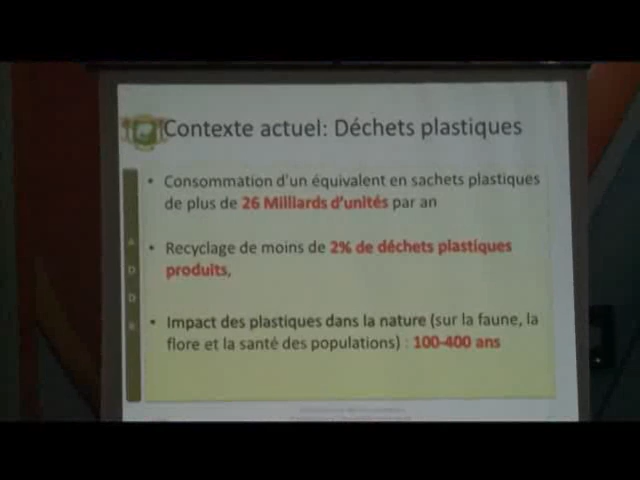 Contexte actuel: Déchets plastiques
• Consommation d'un équivalent en sachets plastiques
de plus de 26 Milliards d'unités par an
• Recyclage de moins de 2% de déchets plastiques
produits,
• Impact des plastiques dans la nature (sur la faune, la
flore et la santé des populations) : 100-400 ans